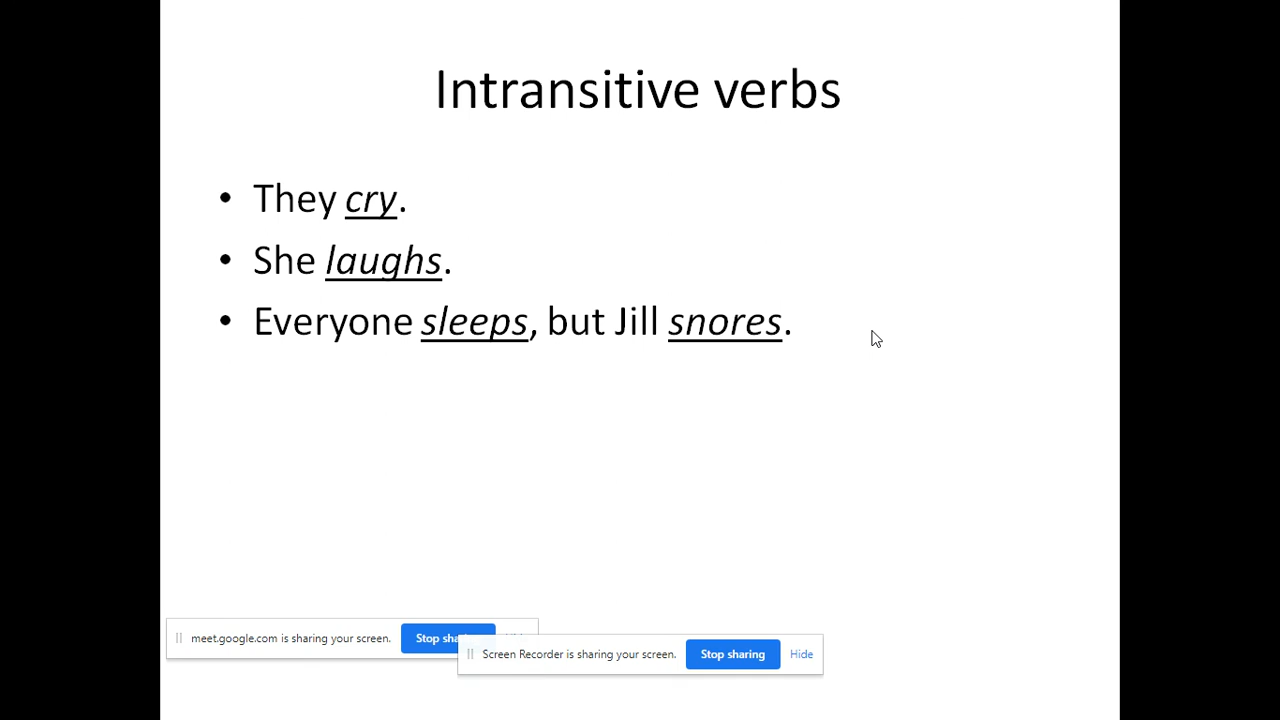 Intransitive verbs
• They cry.
• She laughs.
• Everyone sleeps, but Jill snores.
meet.google.com is sharing your screen. Stop
Screen Recorder is sharing your screen. Stop sharing Hide